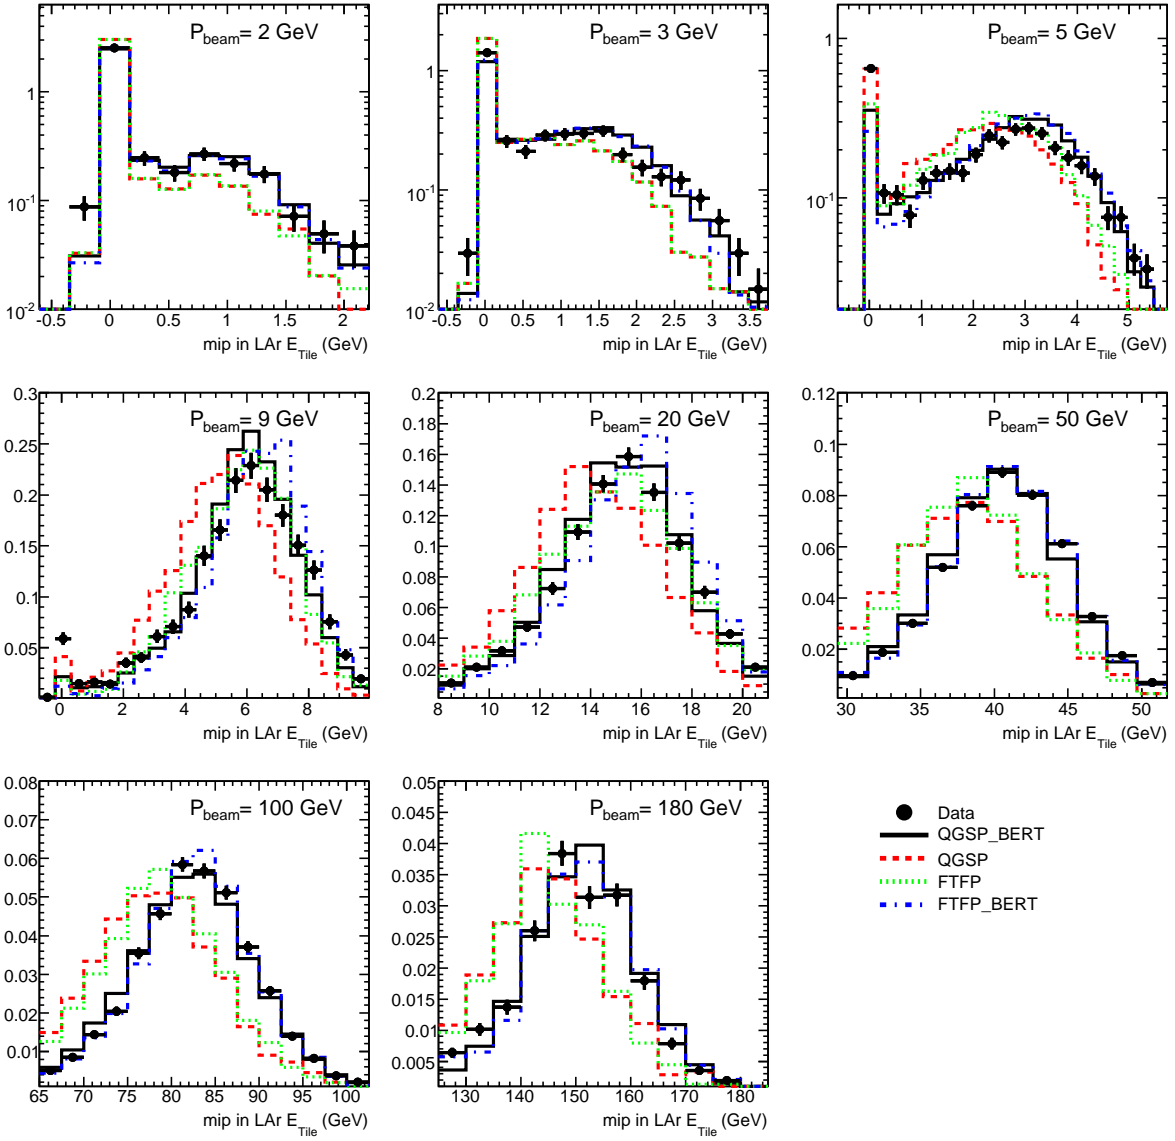 P_beam= 2 GeV
1
10^-1
10^-2
-0.5 0 0.5 1 1.5 2
mip in LAr E_Tile (GeV)
P_beam= 3 GeV
1
10^-1
10^-2
-0.5 0 0.5 1 1.5 2 2.5 3 3.5
mip in LAr E_Tile (GeV)
P_beam= 5 GeV
1
10^-1
0 1 2 3 4 5
mip in LAr E_Tile (GeV)
P_beam= 9 GeV
0.3
0.25
0.2
0.15
0.1
0.05
0 2 4 6 8
mip in LAr E_Tile (GeV)
P_beam= 20 GeV
0.2
0.18
0.16
0.14
0.12
0.1
0.08
0.06
0.04
0.02
8 10 12 14 16 18 20
mip in LAr E_Tile (GeV)
P_beam= 50 GeV
0.12
0.1
0.08
0.06
0.04
0.02
30 35 40 45 50
mip in LAr E_Tile (GeV)
P_beam= 100 GeV
0.08
0.07
0.06
0.05
0.04
0.03
0.02
0.01
65 70 75 80 85 90 95 100
mip in LAr E_Tile (GeV)
P_beam= 180 GeV
0.05
0.045
0.04
0.035
0.03
0.025
0.02
0.015
0.01
0.005
130 140 150 160 170 180
mip in LAr E_Tile (GeV)
Data
QGSP_BERT
QGSP
FTFP
FTFP_BERT